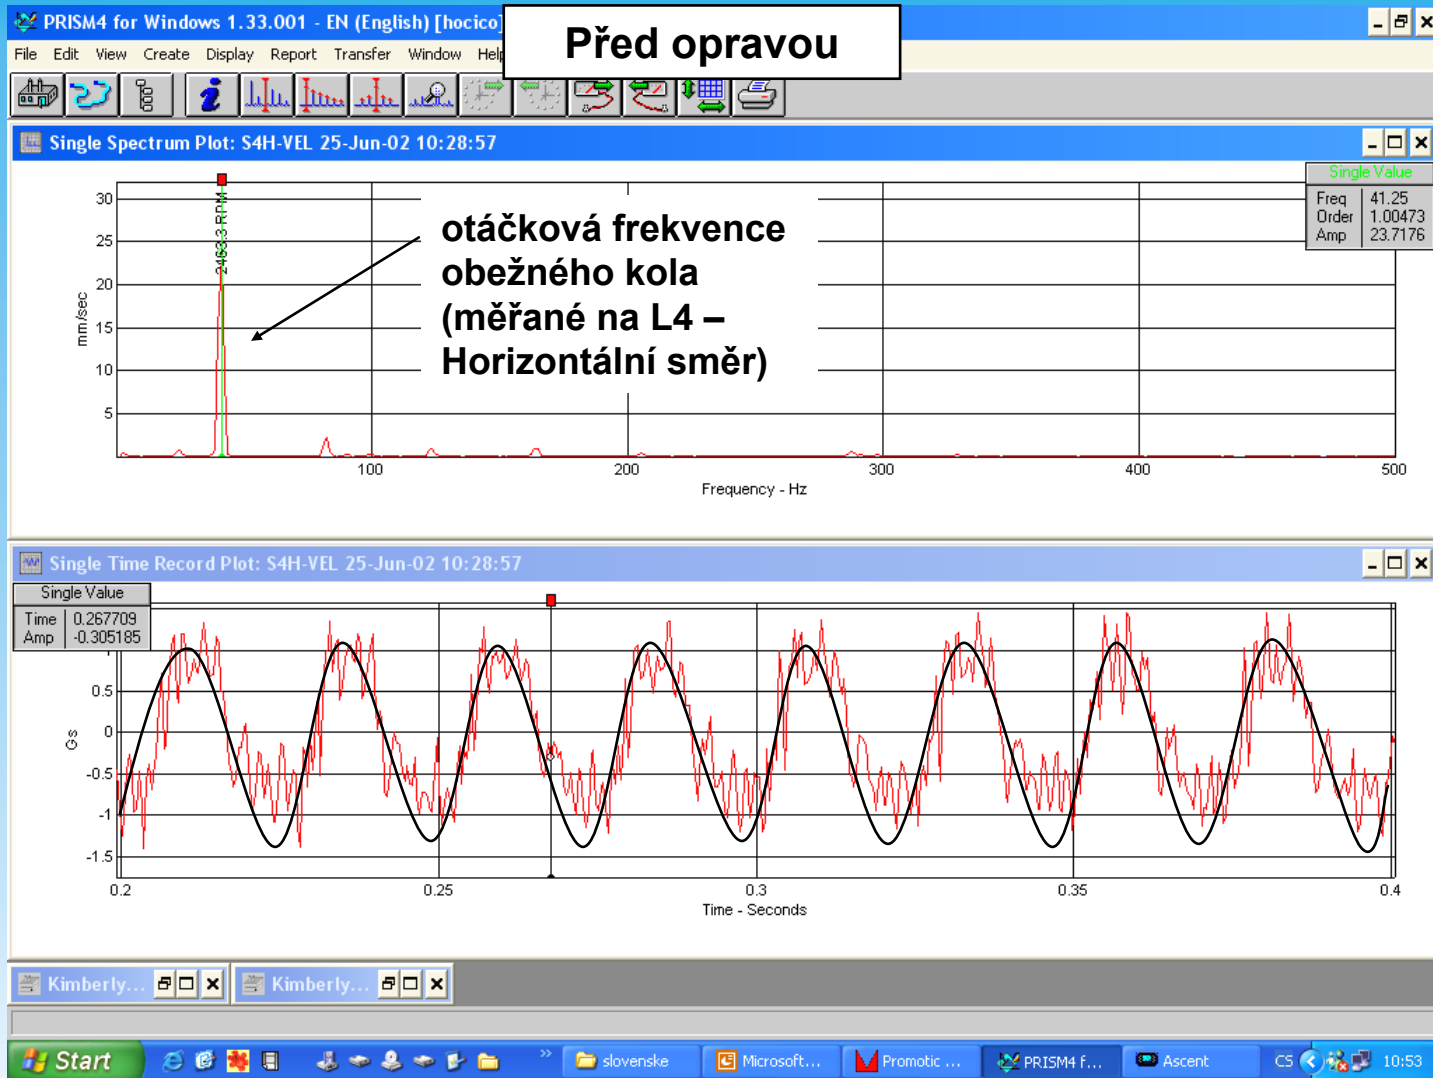 PRISM4 for Windows 1.33.001 - EN (English) [hocico]
Před opravou
File Edit View Create Display Report Transfer Window Help
Single Spectrum Plot: S4H-VEL 25-Jun-02 10:28:57
Single Value
Freq 41.25
Order 1.00473
Amp 23.7176
30
25
20
15
10
5
mm/sec
otáčková frekvence
obežného kola
(měřané na L4 –
Horizontální směr)
100 200 300 400 500
Frequency - Hz
Single Time Record Plot: S4H-VEL 25-Jun-02 10:28:57
Single Value
Time 0.267709
Amp -0.305185
0.5
0
-0.5
-1
-1.5
Gs
0.2 0.25 0.3 0.35 0.4
Time - Seconds
Kimberly... Kimberly...
Start slovenske Microsoft... Promotic ... PRISM4 f... Ascent CS 10:53